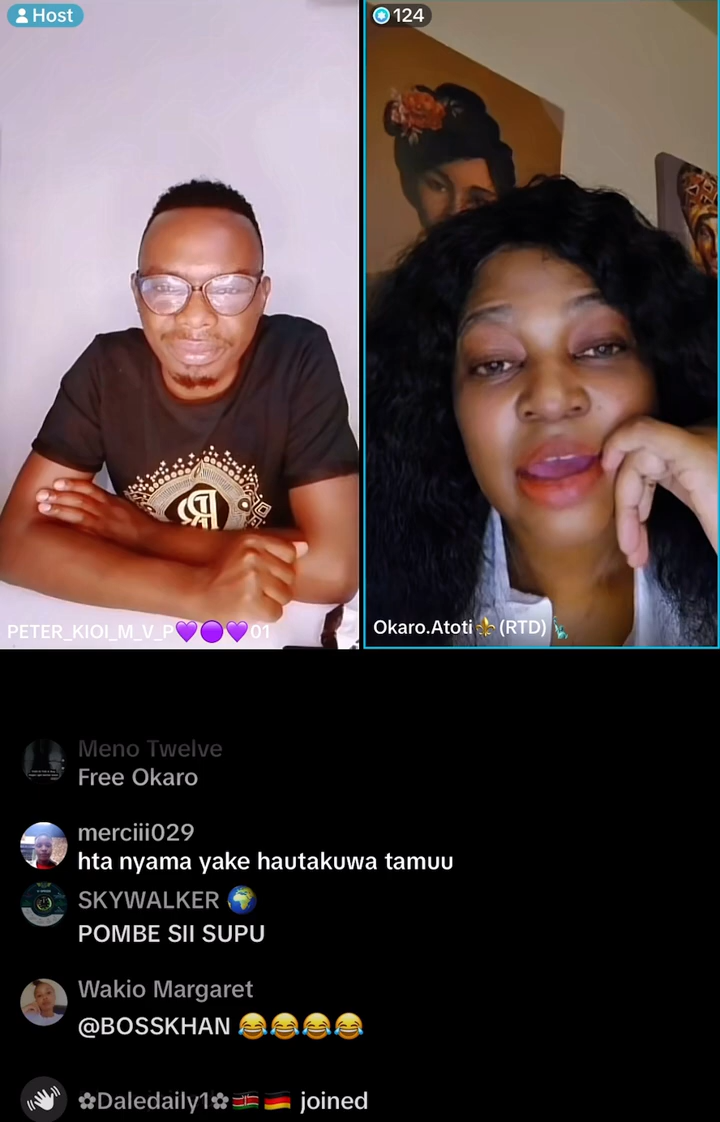 Host
124
PETER_KIOI_M_V_P💜🟣💜01
Okaro.Atoti⚜️(RTD)🗽
Meno Twelve
Free Okaro
merciii029
hta nyama yake hautakuwa tamuu
SKYWALKER 🌍
POMBE SII SUPU
Wakio Margaret
@BOSSKHAN 😂😂😂😂
✿Daledaily1✿🇰🇪🇩🇪 joined